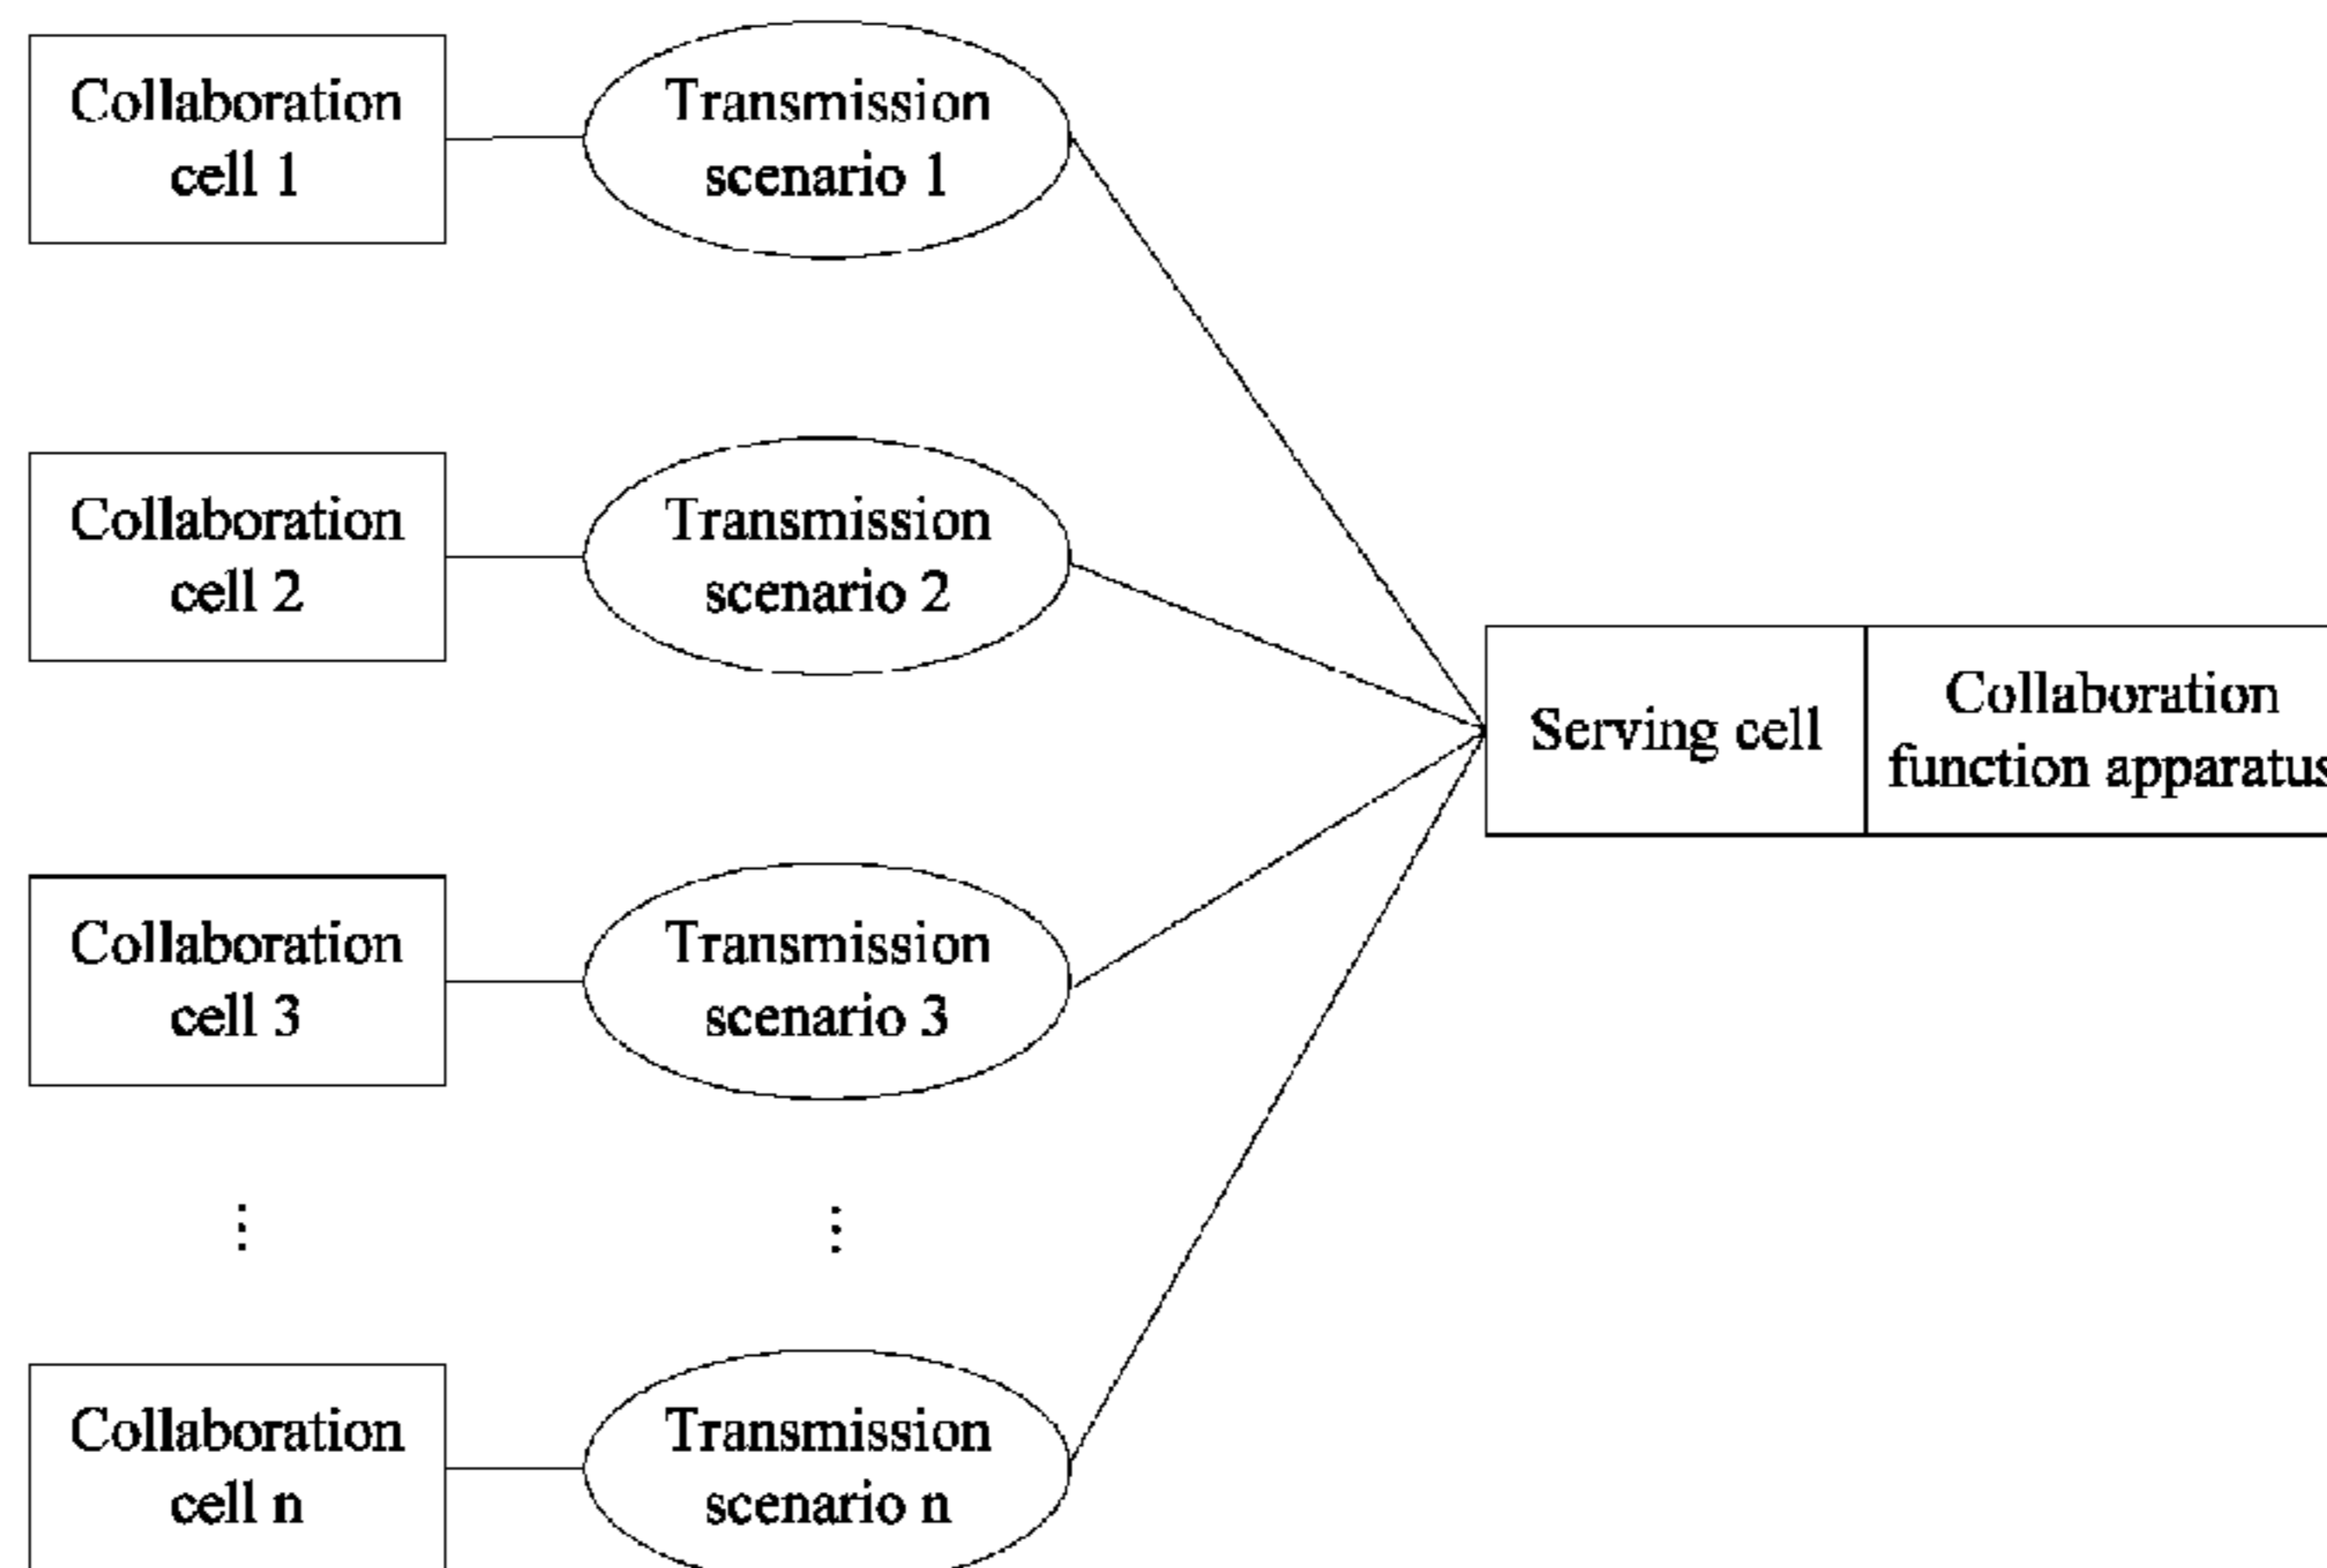 Collaboration
cell 1
Transmission
scenario 1
Collaboration
cell 2
Transmission
scenario 2
Serving cell
Collaboration
function apparatus
Collaboration
cell 3
Transmission
scenario 3
Collaboration
cell n
Transmission
scenario n